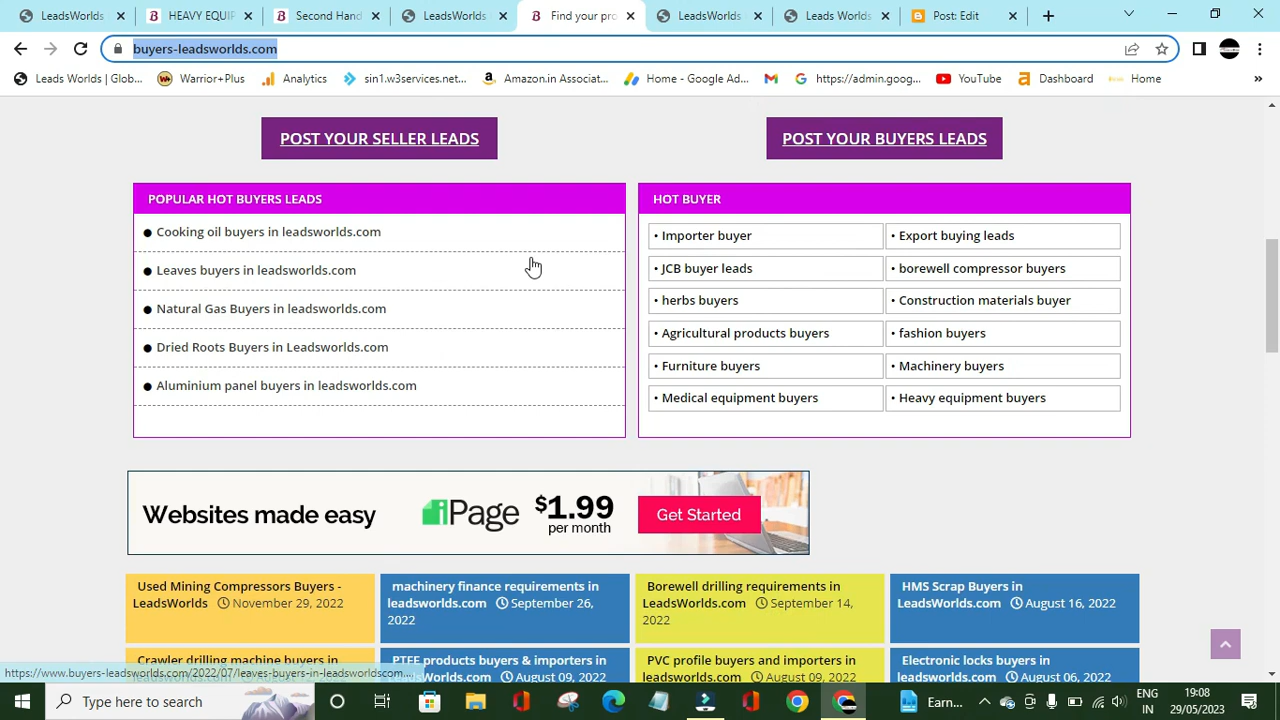 LeadsWorlds
HEAVY EQUIP
Second Hand
LeadsWorlds
Find your pro
LeadsWorlds
Leads Worlds
Post: Edit
buyers-leadsworlds.com
Leads Worlds | Glob...
Warrior+Plus
Analytics
sin1.w3services.net...
Amazon.in Associat...
Home - Google Ad...
https://admin.goog...
YouTube
Dashboard
Home
»
POST YOUR SELLER LEADS
POST YOUR BUYERS LEADS
POPULAR HOT BUYERS LEADS
● Cooking oil buyers in leadsworlds.com
● Leaves buyers in leadsworlds.com
● Natural Gas Buyers in leadsworlds.com
● Dried Roots Buyers in Leadsworlds.com
● Aluminium panel buyers in leadsworlds.com
HOT BUYER
• Importer buyer
• Export buying leads
• JCB buyer leads
• borewell compressor buyers
• herbs buyers
• Construction materials buyer
• Agricultural products buyers
• fashion buyers
• Furniture buyers
• Machinery buyers
• Medical equipment buyers
• Heavy equipment buyers
Websites made easy
iPage
$1.99
per month
Get Started
Used Mining Compressors Buyers -
LeadsWorlds November 29, 2022
machinery finance requirements in
leadsworlds.com September 26,
2022
Borewell drilling requirements in
LeadsWorlds.com September 14,
2022
HMS Scrap Buyers in
LeadsWorlds.com August 16, 2022
Crawler drilling machine buyers in
PTFE products buyers & importers in
leadsworlds.com August 09, 2022
PVC profile buyers and importers in
leadsworlds.com August 06, 2022
Electronic locks buyers in
leadsworlds.com August 06, 2022
https://www.buyers-leadsworlds.com/2022/07/leaves-buyers-in-leadsworldscom...
Type here to search
Earn...
ENG
IN
19:08
29/05/2023